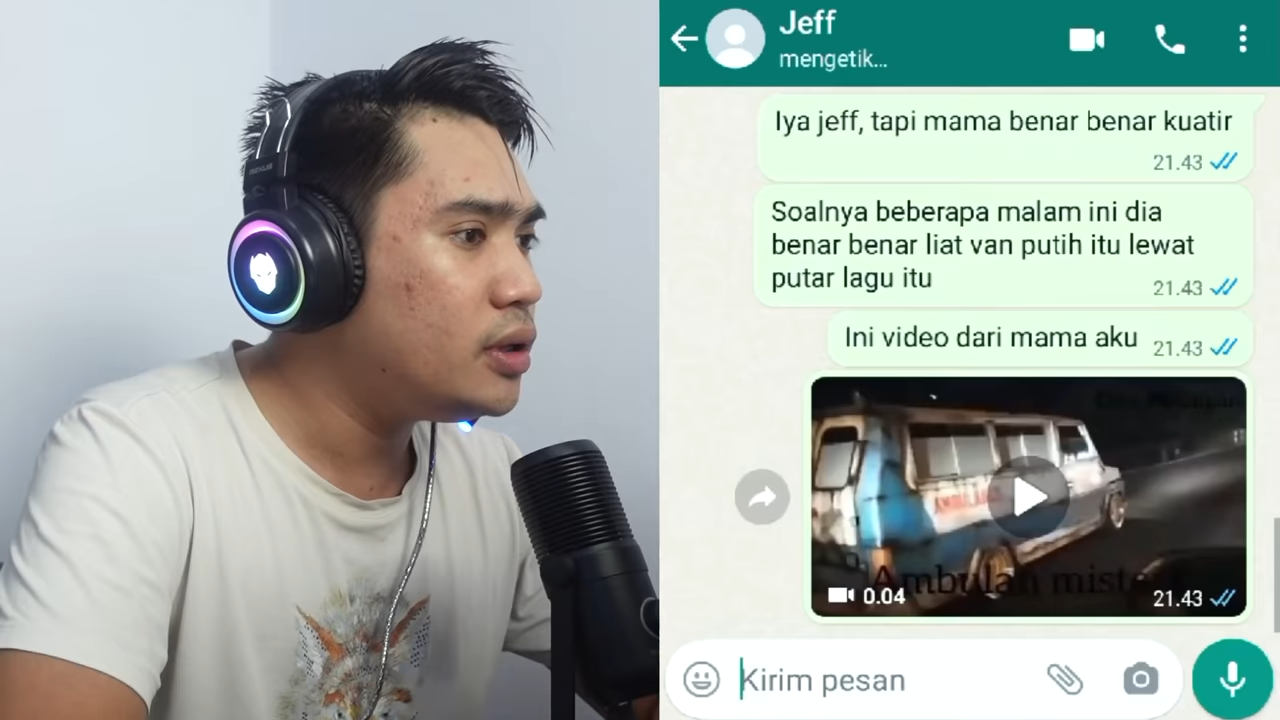 Jeff
mengetik...
Iya jeff, tapi mama benar benar kuatir
21.43
Soalnya beberapa malam ini dia
benar benar liat van putih itu lewat
putar lagu itu
21.43
Ini video dari mama aku
21.43
Ambulan
0.04
21.43
Kirim pesan